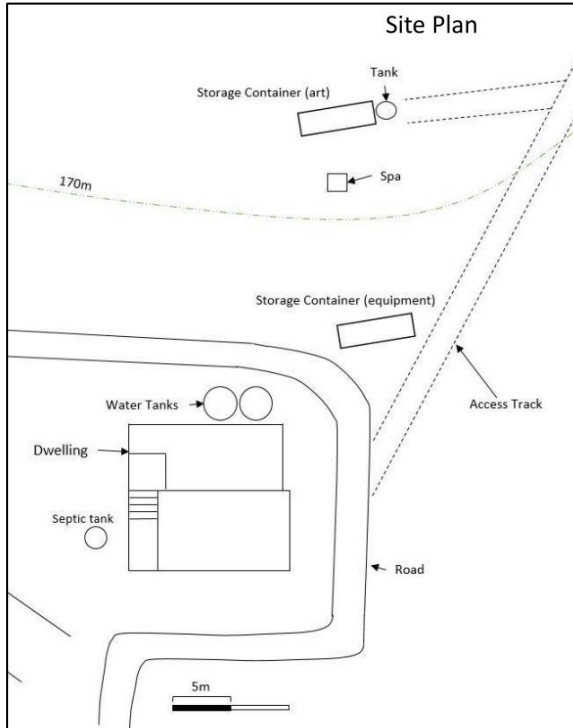 Site Plan
Tank
Storage Container (art)
Spa
170m
Storage Container (equipment)
Water Tanks
Access Track
Dwelling
Septic tank
Road
5m